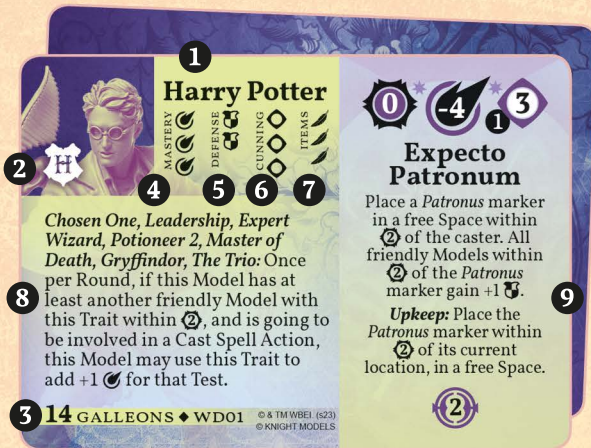 1
Harry Potter
MASTERY
DEFENSE
CUNNING
ITEMS
2
H
4
5
6
7
Chosen One, Leadership, Expert
Wizard, Potioneer 2, Master of
Death, Gryffindor, The Trio: Once
per Round, if this Model has at
8
least another friendly Model with
this Trait within 2, and is going to
be involved in a Cast Spell Action,
this Model may use this Trait to
add +1 for that Test.
3
14 GALLEONS ◆ WD01
© & TM WBEI. (s23)
© KNIGHT MODELS
0
-4
1
3
Expecto
Patronum
Place a Patronus marker
in a free Space within
2 of the caster. All
friendly Models within
2 of the Patronus
marker gain +1.
9
Upkeep: Place the
Patronus marker within
2 of its current
location, in a free Space.
2